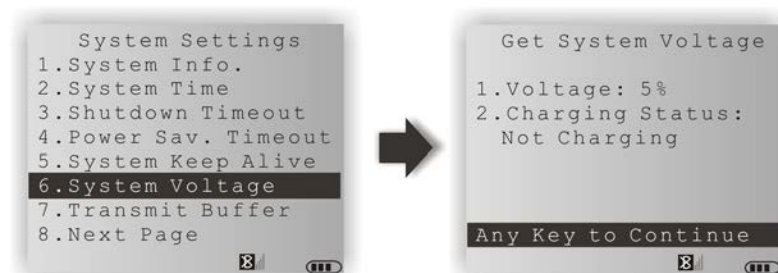 System Settings
1.System Info.
2.System Time
3.Shutdown Timeout
4.Power Sav. Timeout
5.System Keep Alive
6.System Voltage
7.Transmit Buffer
8.Next Page
Get System Voltage
1.Voltage: 5%
2.Charging Status:
Not Charging
Any Key to Continue